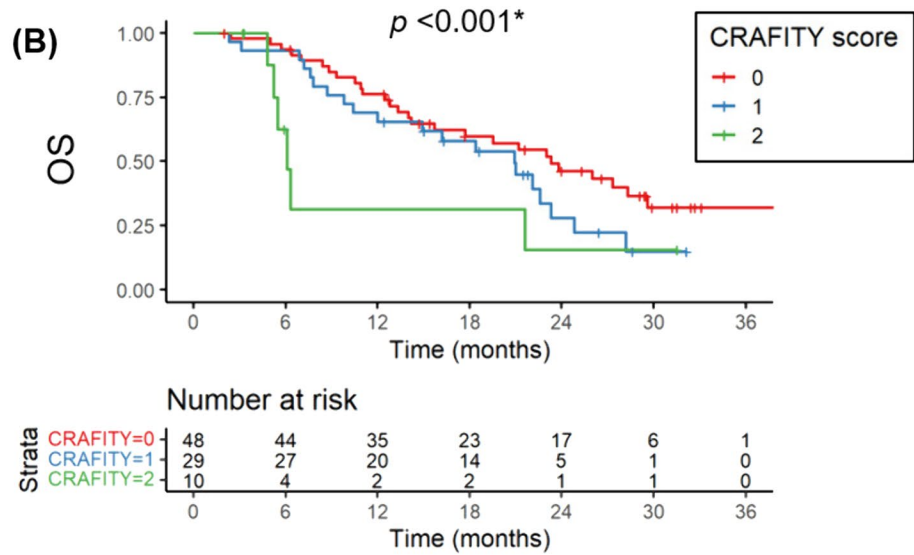 (B)
p <0.001*
CRAFITY score
0
1
2
OS
1.00
0.75
0.50
0.25
0.00
0 6 12 18 24 30 36
Time (months)
Number at risk
Strata
CRAFITY=0 48 44 35 23 17 6 1
CRAFITY=1 29 27 20 14 5 1 0
CRAFITY=2 10 4 2 2 1 1 0
0 6 12 18 24 30 36
Time (months)